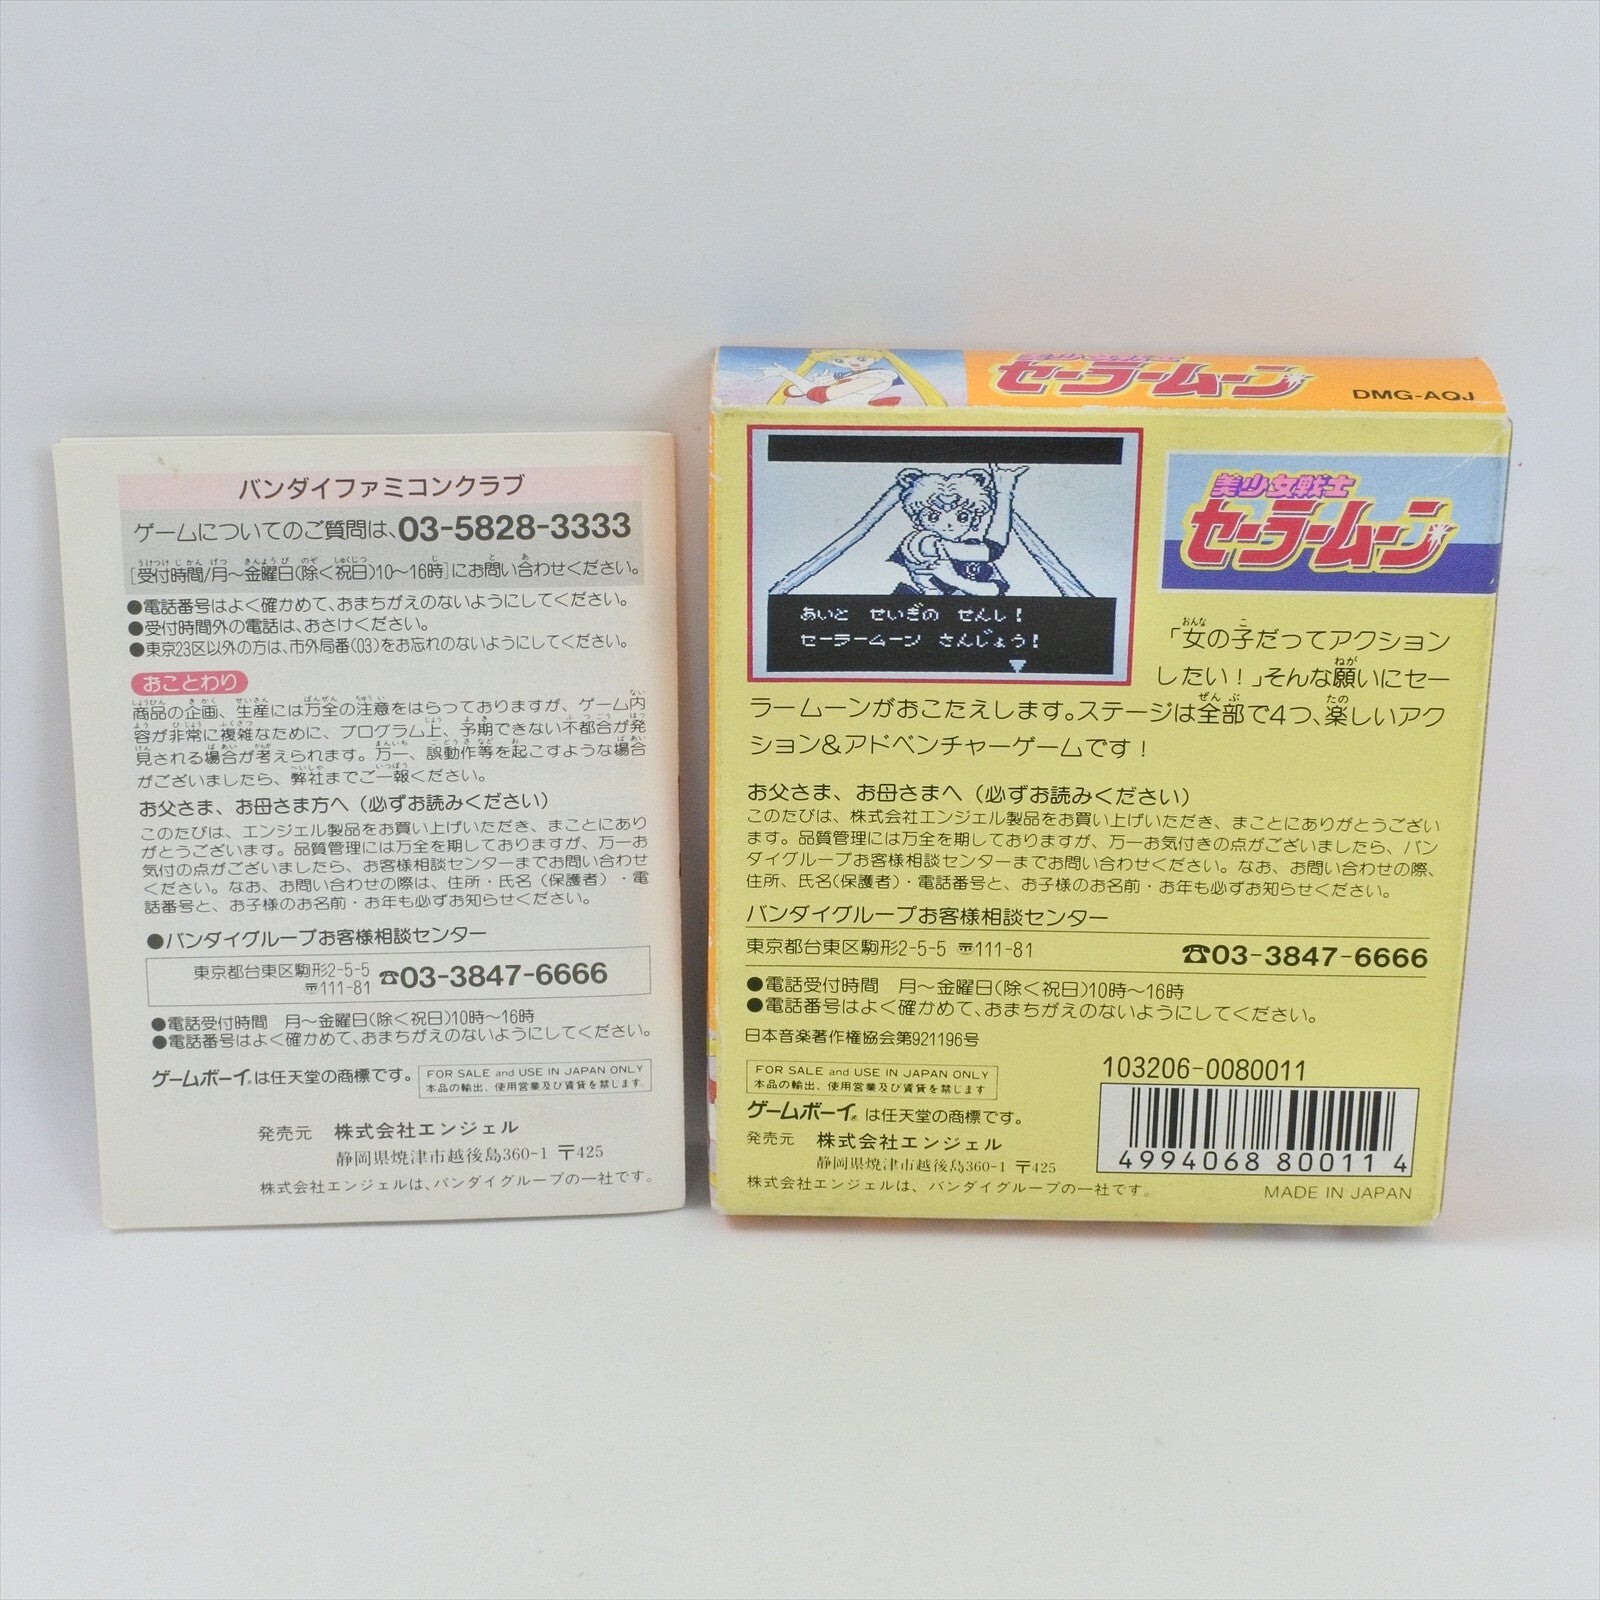 バンダイファミコンクラブ
ゲームについてのご質問は、03-5828-3333
[受付時間/月〜金曜日(除く祝日)10〜16時]にお問い合わせください。
●電話番号はよく確かめて、おまちがえのないようにしてください。
●受付時間外の電話は、おさけください。
●東京23区以外の方は、市外局番(03)をお忘れのないようにしてください。
おことわり
商品の企画、生産には万全の注意をはらっておりますが、ゲーム内
容が非常に複雑なために、プログラム上、予期できない不都合が発
見される場合が考えられます。万一、誤動作等を起こすような場合
がございましたら、弊社までご一報ください。
お父さま、お母さま方へ（必ずお読みください）
このたびは、エンジェル製品をお買い上げいただき、まことにあり
がとうございます。品質管理には万全を期しておりますが、万一お
気付の点がございましたら、お客様相談センターまでお問い合わせ
ください。なお、お問い合わせの際は、住所・氏名（保護者）・電
話番号と、お子様のお名前・お年も必ずお知らせください。
●バンダイグループお客様相談センター
東京都台東区駒形2-5-5
〒111-81
☎03-3847-6666
●電話受付時間　月〜金曜日(除く祝日)10時〜16時
●電話番号はよく確かめて、おまちがえのないようにしてください。
ゲームボーイは任天堂の商標です。
FOR SALE and USE IN JAPAN ONLY
本品の輸出、使用営業及び賃貸を禁じます
発売元　株式会社エンジェル
静岡県焼津市越後島360-1 〒425
株式会社エンジェルは、バンダイグループの一社です。
美少女戦士
セーラームーン
DMG-AQJ
あいと　せいぎの　せんし！
セーラームーン　さんじょう！
美少女戦士
セーラームーン
「女の子だってアクション
したい！」そんな願いにセー
ラームーンがおこたえします。ステージは全部で4つ、楽しいアク
ション&アドベンチャーゲームです！
お父さま、お母さまへ（必ずお読みください）
このたびは、株式会社エンジェル製品をお買い上げいただき、まことにありがとうござい
ます。品質管理には万全を期しておりますが、万一お気付きの点がございましたら、バン
ダイグループお客様相談センターまでお問い合わせください。なお、お問い合わせの際、
住所、氏名(保護者)・電話番号と、お子様のお名前・お年も必ずお知らせください。
バンダイグループお客様相談センター
東京都台東区駒形2-5-5 〒111-81　☎03-3847-6666
●電話受付時間　月〜金曜日(除く祝日)10時〜16時
●電話番号はよく確かめて、おまちがえのないようにしてください。
日本音楽著作権協会第921196号
FOR SALE and USE IN JAPAN ONLY
本品の輸出、使用営業及び賃貸を禁じます
ゲームボーイは任天堂の商標です。
発売元　株式会社エンジェル
静岡県焼津市越後島360-1 〒425
株式会社エンジェルは、バンダイグループの一社です。
103206-0080011
4994068 800114
MADE IN JAPAN